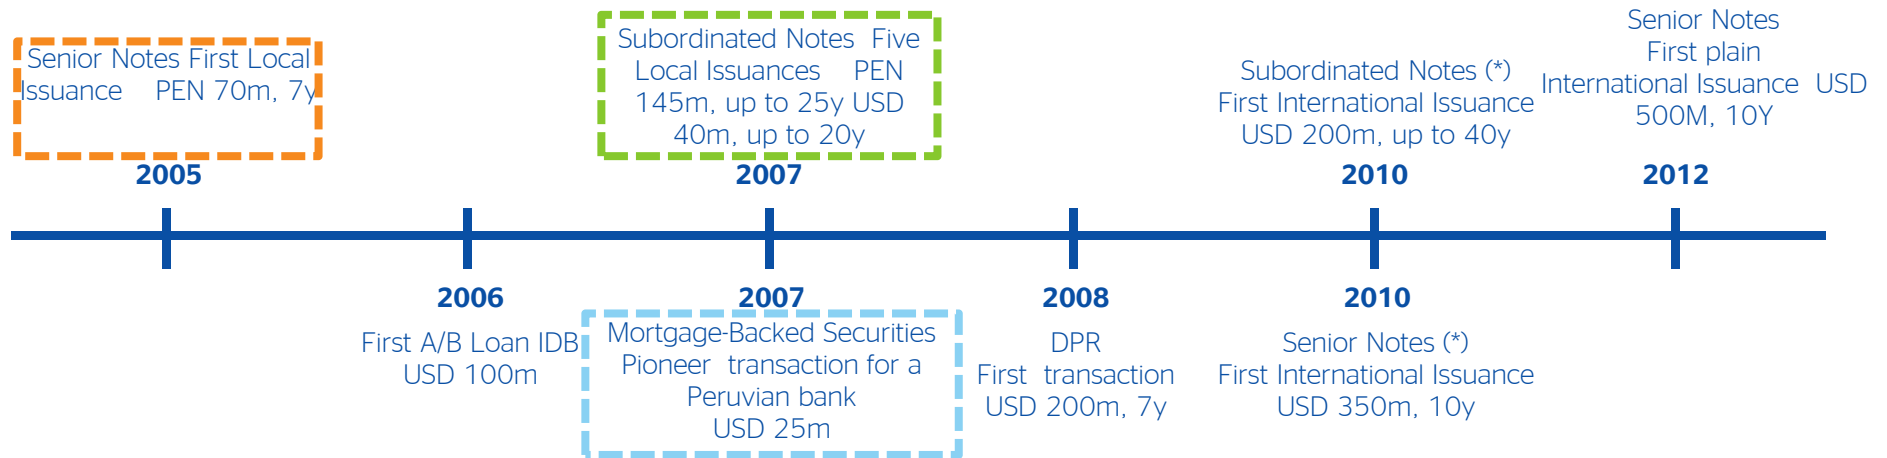 Senior Notes First Local
Issuance PEN 70m, 7y
2005
Subordinated Notes Five
Local Issuances PEN
145m, up to 25y USD
40m, up to 20y
2007
Subordinated Notes (*)
First International Issuance
USD 200m, up to 40y
2010
Senior Notes
First plain
International Issuance USD
500M, 10Y
2012
2006
First A/B Loan IDB
USD 100m
2007
Mortgage-Backed Securities
Pioneer transaction for a
Peruvian bank
USD 25m
2008
DPR
First transaction
USD 200m, 7y
2010
Senior Notes (*)
First International Issuance
USD 350m, 10y